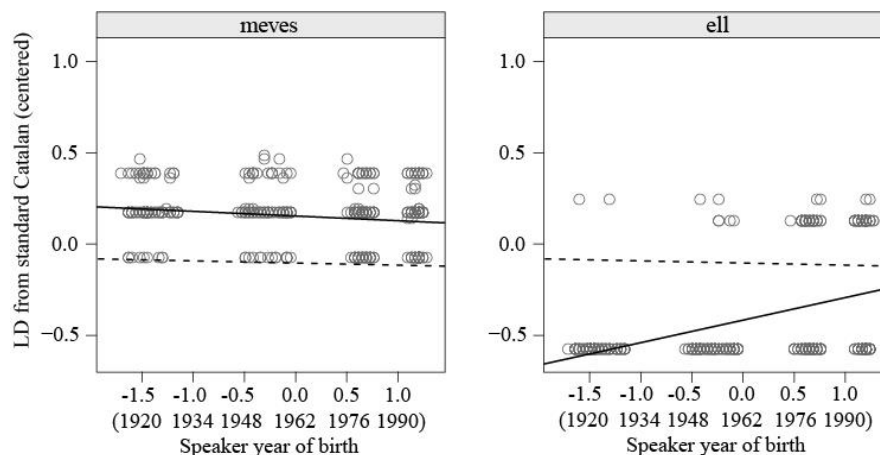 meves
ell
LD from standard Catalan (centered)
1.0
0.5
0.0
−0.5
1.0
0.5
0.0
−0.5
-1.5 -1.0 -0.5 0.0 0.5 1.0
(1920 1934 1948 1962 1976 1990)
Speaker year of birth
-1.5 -1.0 -0.5 0.0 0.5 1.0
(1920 1934 1948 1962 1976 1990)
Speaker year of birth